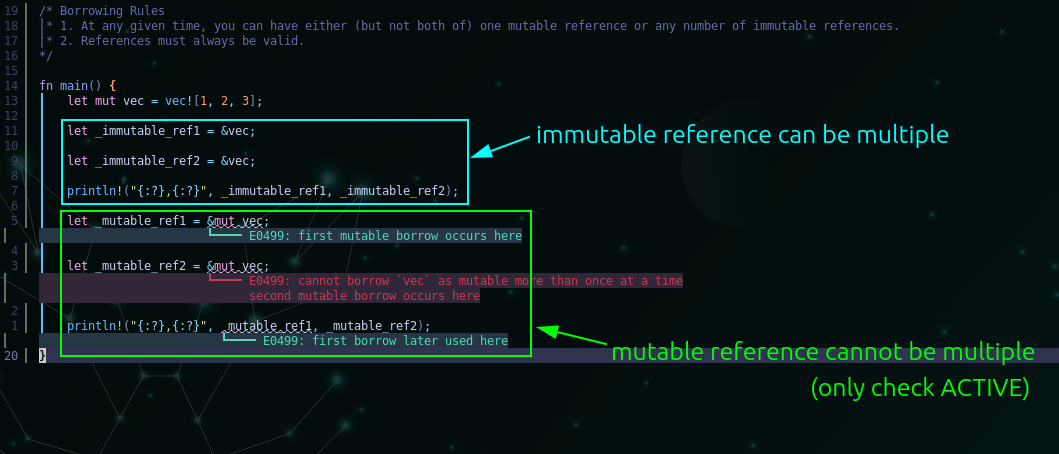 19 /* Borrowing Rules
18 * 1. At any given time, you can have either (but not both of) one mutable reference or any number of immutable references.
17 * 2. References must always be valid.
16 */
15
14 fn main() {
13 let mut vec = vec![1, 2, 3];
12
11 let _immutable_ref1 = &vec;
immutable reference can be multiple
10
9 let _immutable_ref2 = &vec;
8
7 println!("{:?},{:?}", _immutable_ref1, _immutable_ref2);
6
5 let _mutable_ref1 = &mut vec;
E0499: first mutable borrow occurs here
4
3 let _mutable_ref2 = &mut vec;
E0499: cannot borrow `vec` as mutable more than once at a time
second mutable borrow occurs here
2
1 println!("{:?},{:?}", _mutable_ref1, _mutable_ref2);
E0499: first borrow later used here
20 }
mutable reference cannot be multiple
(only check ACTIVE)